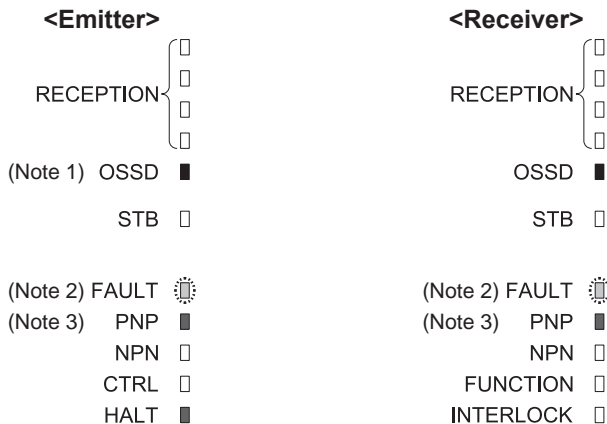 <Emitter>
RECEPTION
(Note 1) OSSD
STB
(Note 2) FAULT
(Note 3) PNP
NPN
CTRL
HALT
<Receiver>
RECEPTION
OSSD
STB
(Note 2) FAULT
(Note 3) PNP
NPN
FUNCTION
INTERLOCK